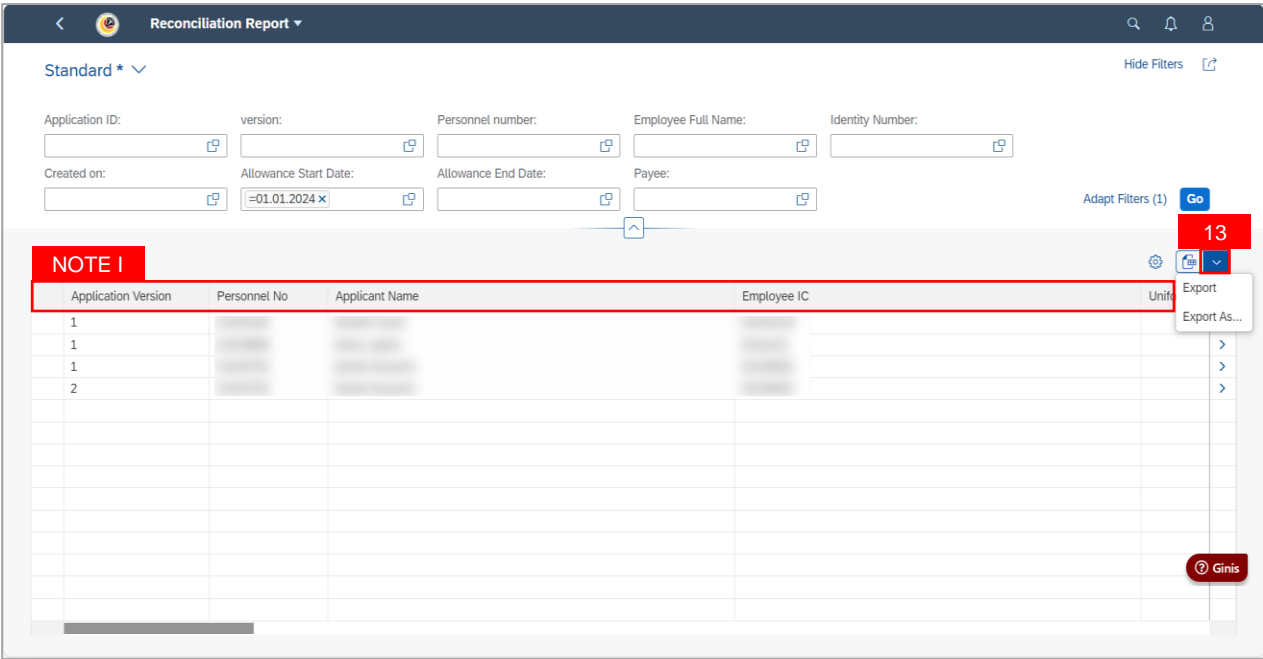 Reconciliation Report
Standard *
Hide Filters
Application ID: version: Personnel number: Employee Full Name: Identity Number:
Created on: Allowance Start Date: Allowance End Date: Payee:
=01.01.2024 ×
Adapt Filters (1) Go
13
NOTE I
Export
Export As...
Application Version Personnel No Applicant Name Employee IC Unifo
1
1
1
2
Ginis